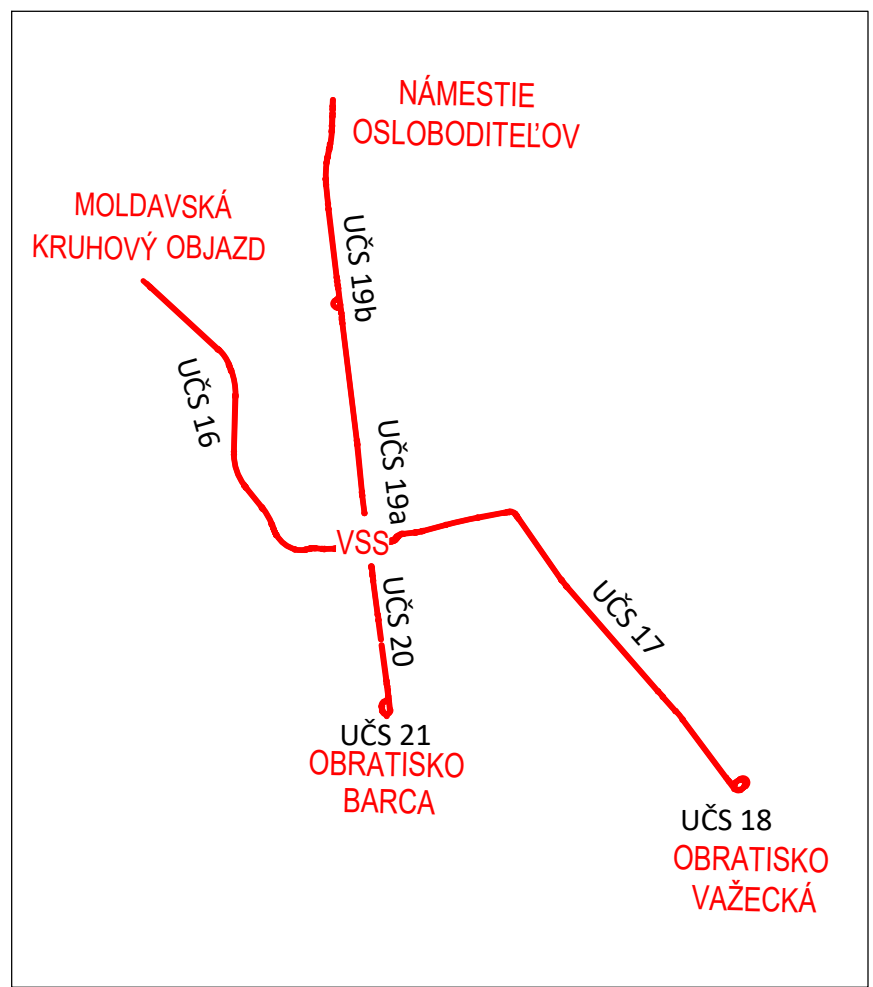 NÁMESTIE
OSLOBODITEĽOV
MOLDAVSKÁ
KRUHOVÝ OBJAZD
UČS 19b
UČS 16
UČS 19a
VSS
UČS 20
UČS 17
UČS 21
OBRATISKO
BARCA
UČS 18
OBRATISKO
VAŽECKÁ